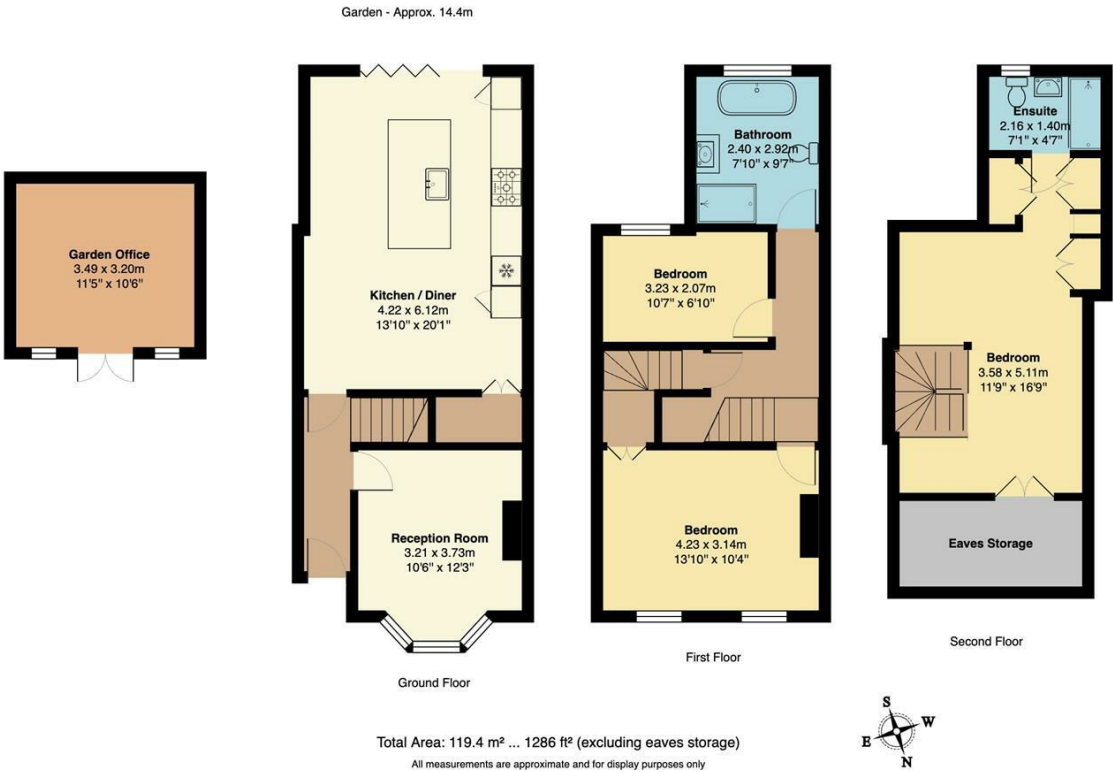 Garden - Approx. 14.4m
Garden Office
3.49 x 3.20m
11'5" x 10'6"
Kitchen / Diner
4.22 x 6.12m
13'10" x 20'1"
Reception Room
3.21 x 3.73m
10'6" x 12'3"
Ground Floor
Bathroom
2.40 x 2.92m
7'10" x 9'7"
Bedroom
3.23 x 2.07m
10'7" x 6'10"
Bedroom
4.23 x 3.14m
13'10" x 10'4"
First Floor
Ensuite
2.16 x 1.40m
7'1" x 4'7"
Bedroom
3.58 x 5.11m
11'9" x 16'9"
Eaves Storage
Second Floor
S
W
E
N
Total Area: 119.4 m² ... 1286 ft² (excluding eaves storage)
All measurements are approximate and for display purposes only